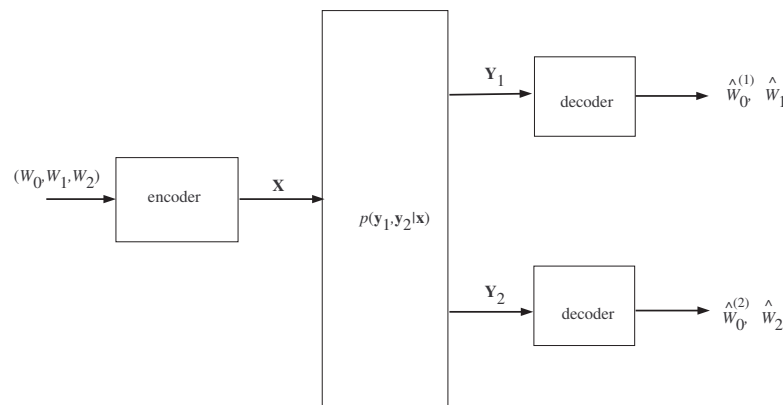 Y₁
decoder
Ŵ₀⁽¹⁾, Ŵ₁
(W₀,W₁,W₂)
encoder
X
p(y₁,y₂|x)
Y₂
decoder
Ŵ₀⁽²⁾, Ŵ₂